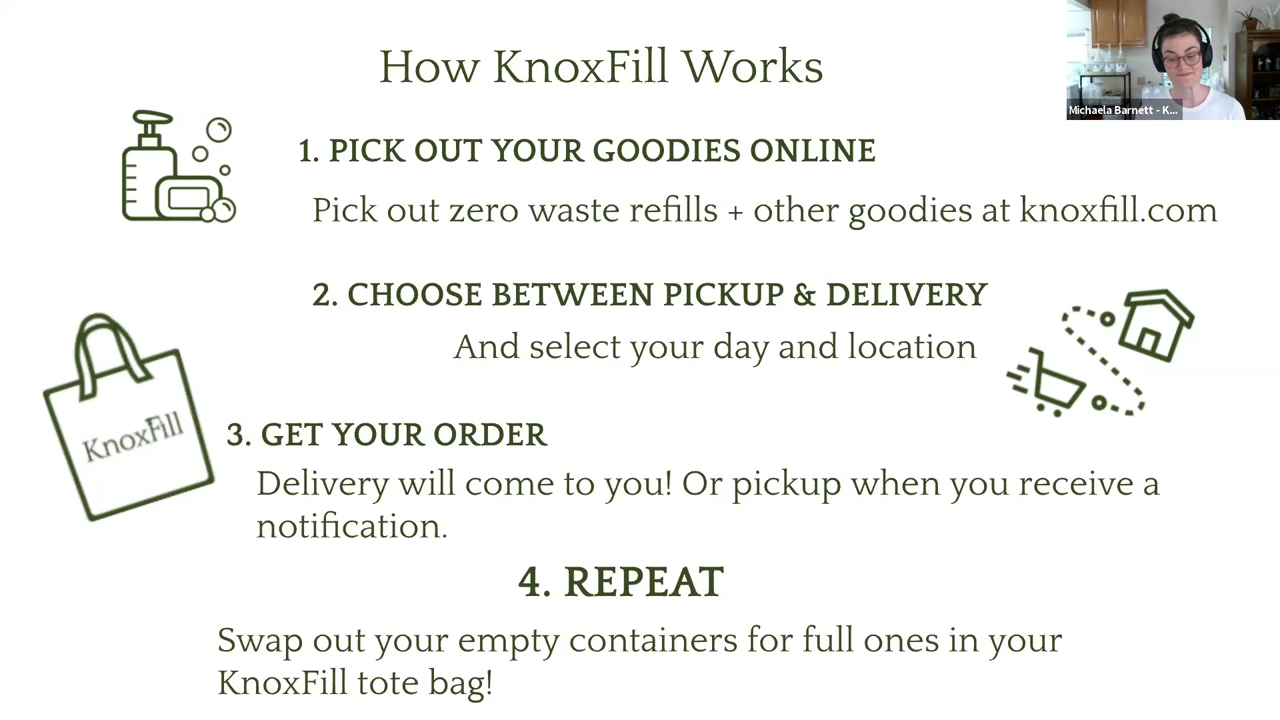 How KnoxFill Works
Michaela Barnett - K...
1. PICK OUT YOUR GOODIES ONLINE
Pick out zero waste refills + other goodies at knoxfill.com
2. CHOOSE BETWEEN PICKUP & DELIVERY
And select your day and location
KnoxFill
3. GET YOUR ORDER
Delivery will come to you! Or pickup when you receive a
notification.
4. REPEAT
Swap out your empty containers for full ones in your
KnoxFill tote bag!